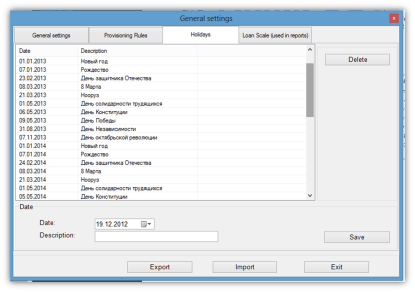 General settings
General settings Provisioning Rules Holidays Loan Scale (used in reports)
Date Description
01.01.2013 Новый год
07.01.2013 Рождество
23.02.2013 День защитника Отечества
08.03.2013 8 Марта
21.03.2013 Нооруз
01.05.2013 День солидарности трудящихся
06.05.2013 День Конституции
09.05.2013 День Победы
31.08.2013 День Независимости
07.11.2013 День октябрьской революции
01.01.2014 Новый год
07.01.2014 Рождество
24.02.2014 День защитника Отечества
08.03.2014 8 Марта
21.03.2014 Нооруз
01.05.2014 День солидарности трудящихся
05.05.2014 День Конституции
Delete
Date
Date: 19.12.2012
Description:
Save
Export Import Exit